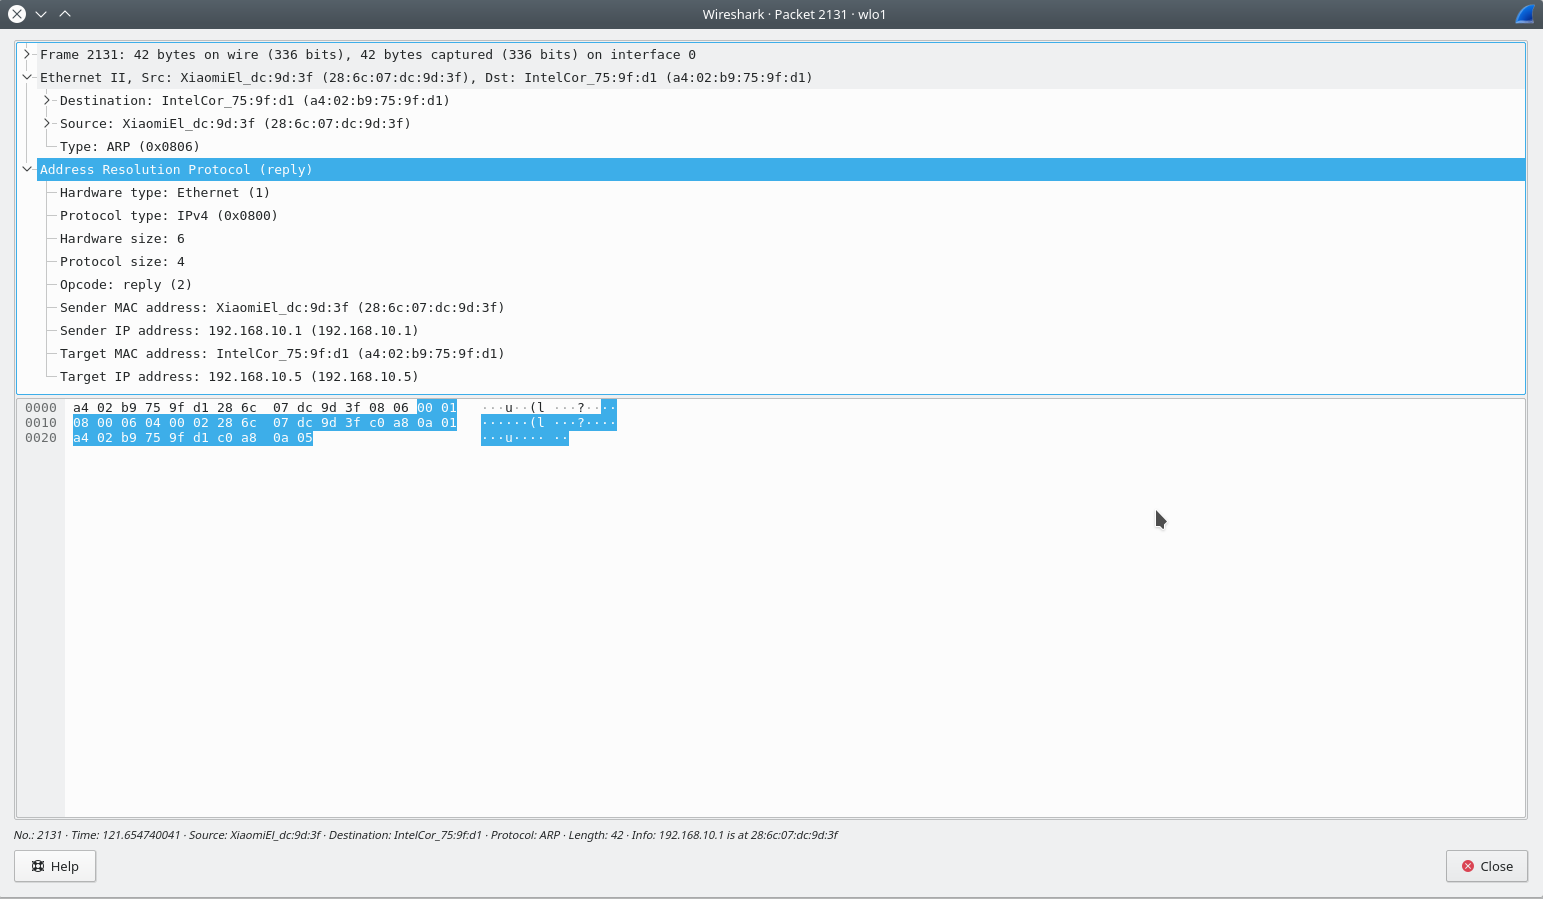 Wireshark · Packet 2131 · wlo1
Frame 2131: 42 bytes on wire (336 bits), 42 bytes captured (336 bits) on interface 0
Ethernet II, Src: XiaomiEl_dc:9d:3f (28:6c:07:dc:9d:3f), Dst: IntelCor_75:9f:d1 (a4:02:b9:75:9f:d1)
Destination: IntelCor_75:9f:d1 (a4:02:b9:75:9f:d1)
Source: XiaomiEl_dc:9d:3f (28:6c:07:dc:9d:3f)
Type: ARP (0x0806)
Address Resolution Protocol (reply)
Hardware type: Ethernet (1)
Protocol type: IPv4 (0x0800)
Hardware size: 6
Protocol size: 4
Opcode: reply (2)
Sender MAC address: XiaomiEl_dc:9d:3f (28:6c:07:dc:9d:3f)
Sender IP address: 192.168.10.1 (192.168.10.1)
Target MAC address: IntelCor_75:9f:d1 (a4:02:b9:75:9f:d1)
Target IP address: 192.168.10.5 (192.168.10.5)
0000 a4 02 b9 75 9f d1 28 6c 07 dc 9d 3f 08 06 00 01 ···u··(l ···?····
0010 08 00 06 04 00 02 28 6c 07 dc 9d 3f c0 a8 0a 01 ······(l ···?····
0020 a4 02 b9 75 9f d1 c0 a8 0a 05 ···u···· ··
No.: 2131 · Time: 121.654740041 · Source: XiaomiEl_dc:9d:3f · Destination: IntelCor_75:9f:d1 · Protocol: ARP · Length: 42 · Info: 192.168.10.1 is at 28:6c:07:dc:9d:3f
Help
Close